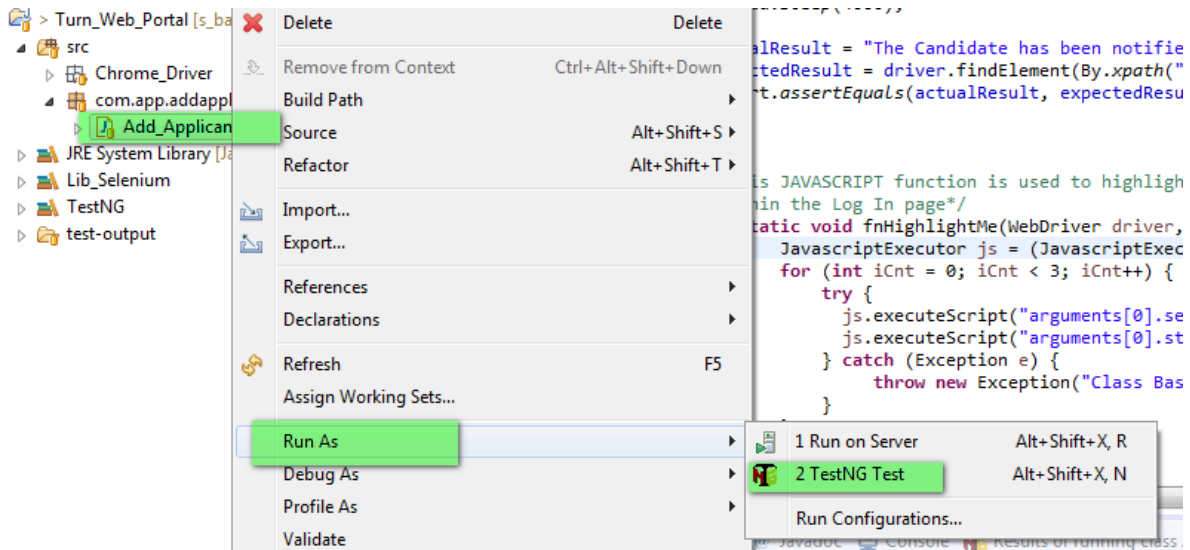 > Turn_Web_Portal [s_ba
src
Chrome_Driver
com.app.addappl
Add_Applican
JRE System Library [Ja
Lib_Selenium
TestNG
test-output
Delete Delete
Remove from Context Ctrl+Alt+Shift+Down
Build Path
Source Alt+Shift+S
Refactor Alt+Shift+T
Import...
Export...
References
Declarations
Refresh F5
Assign Working Sets...
Run As
Debug As
Profile As
Validate
1 Run on Server Alt+Shift+X, R
2 TestNG Test Alt+Shift+X, N
Run Configurations...
alResult = "The Candidate has been notifie
ctedResult = driver.findElement(By.xpath("
rt.assertEquals(actualResult, expectedResu
is JAVASCRIPT function is used to highligh
hin the Log In page*/
tatic void fnHighlightMe(WebDriver driver,
JavascriptExecutor js = (JavascriptExec
for (int iCnt = 0; iCnt < 3; iCnt++) {
try {
js.executeScript("arguments[0].se
js.executeScript("arguments[0].st
} catch (Exception e) {
throw new Exception("Class Bas
}
@ Javadoc Console Results of running class